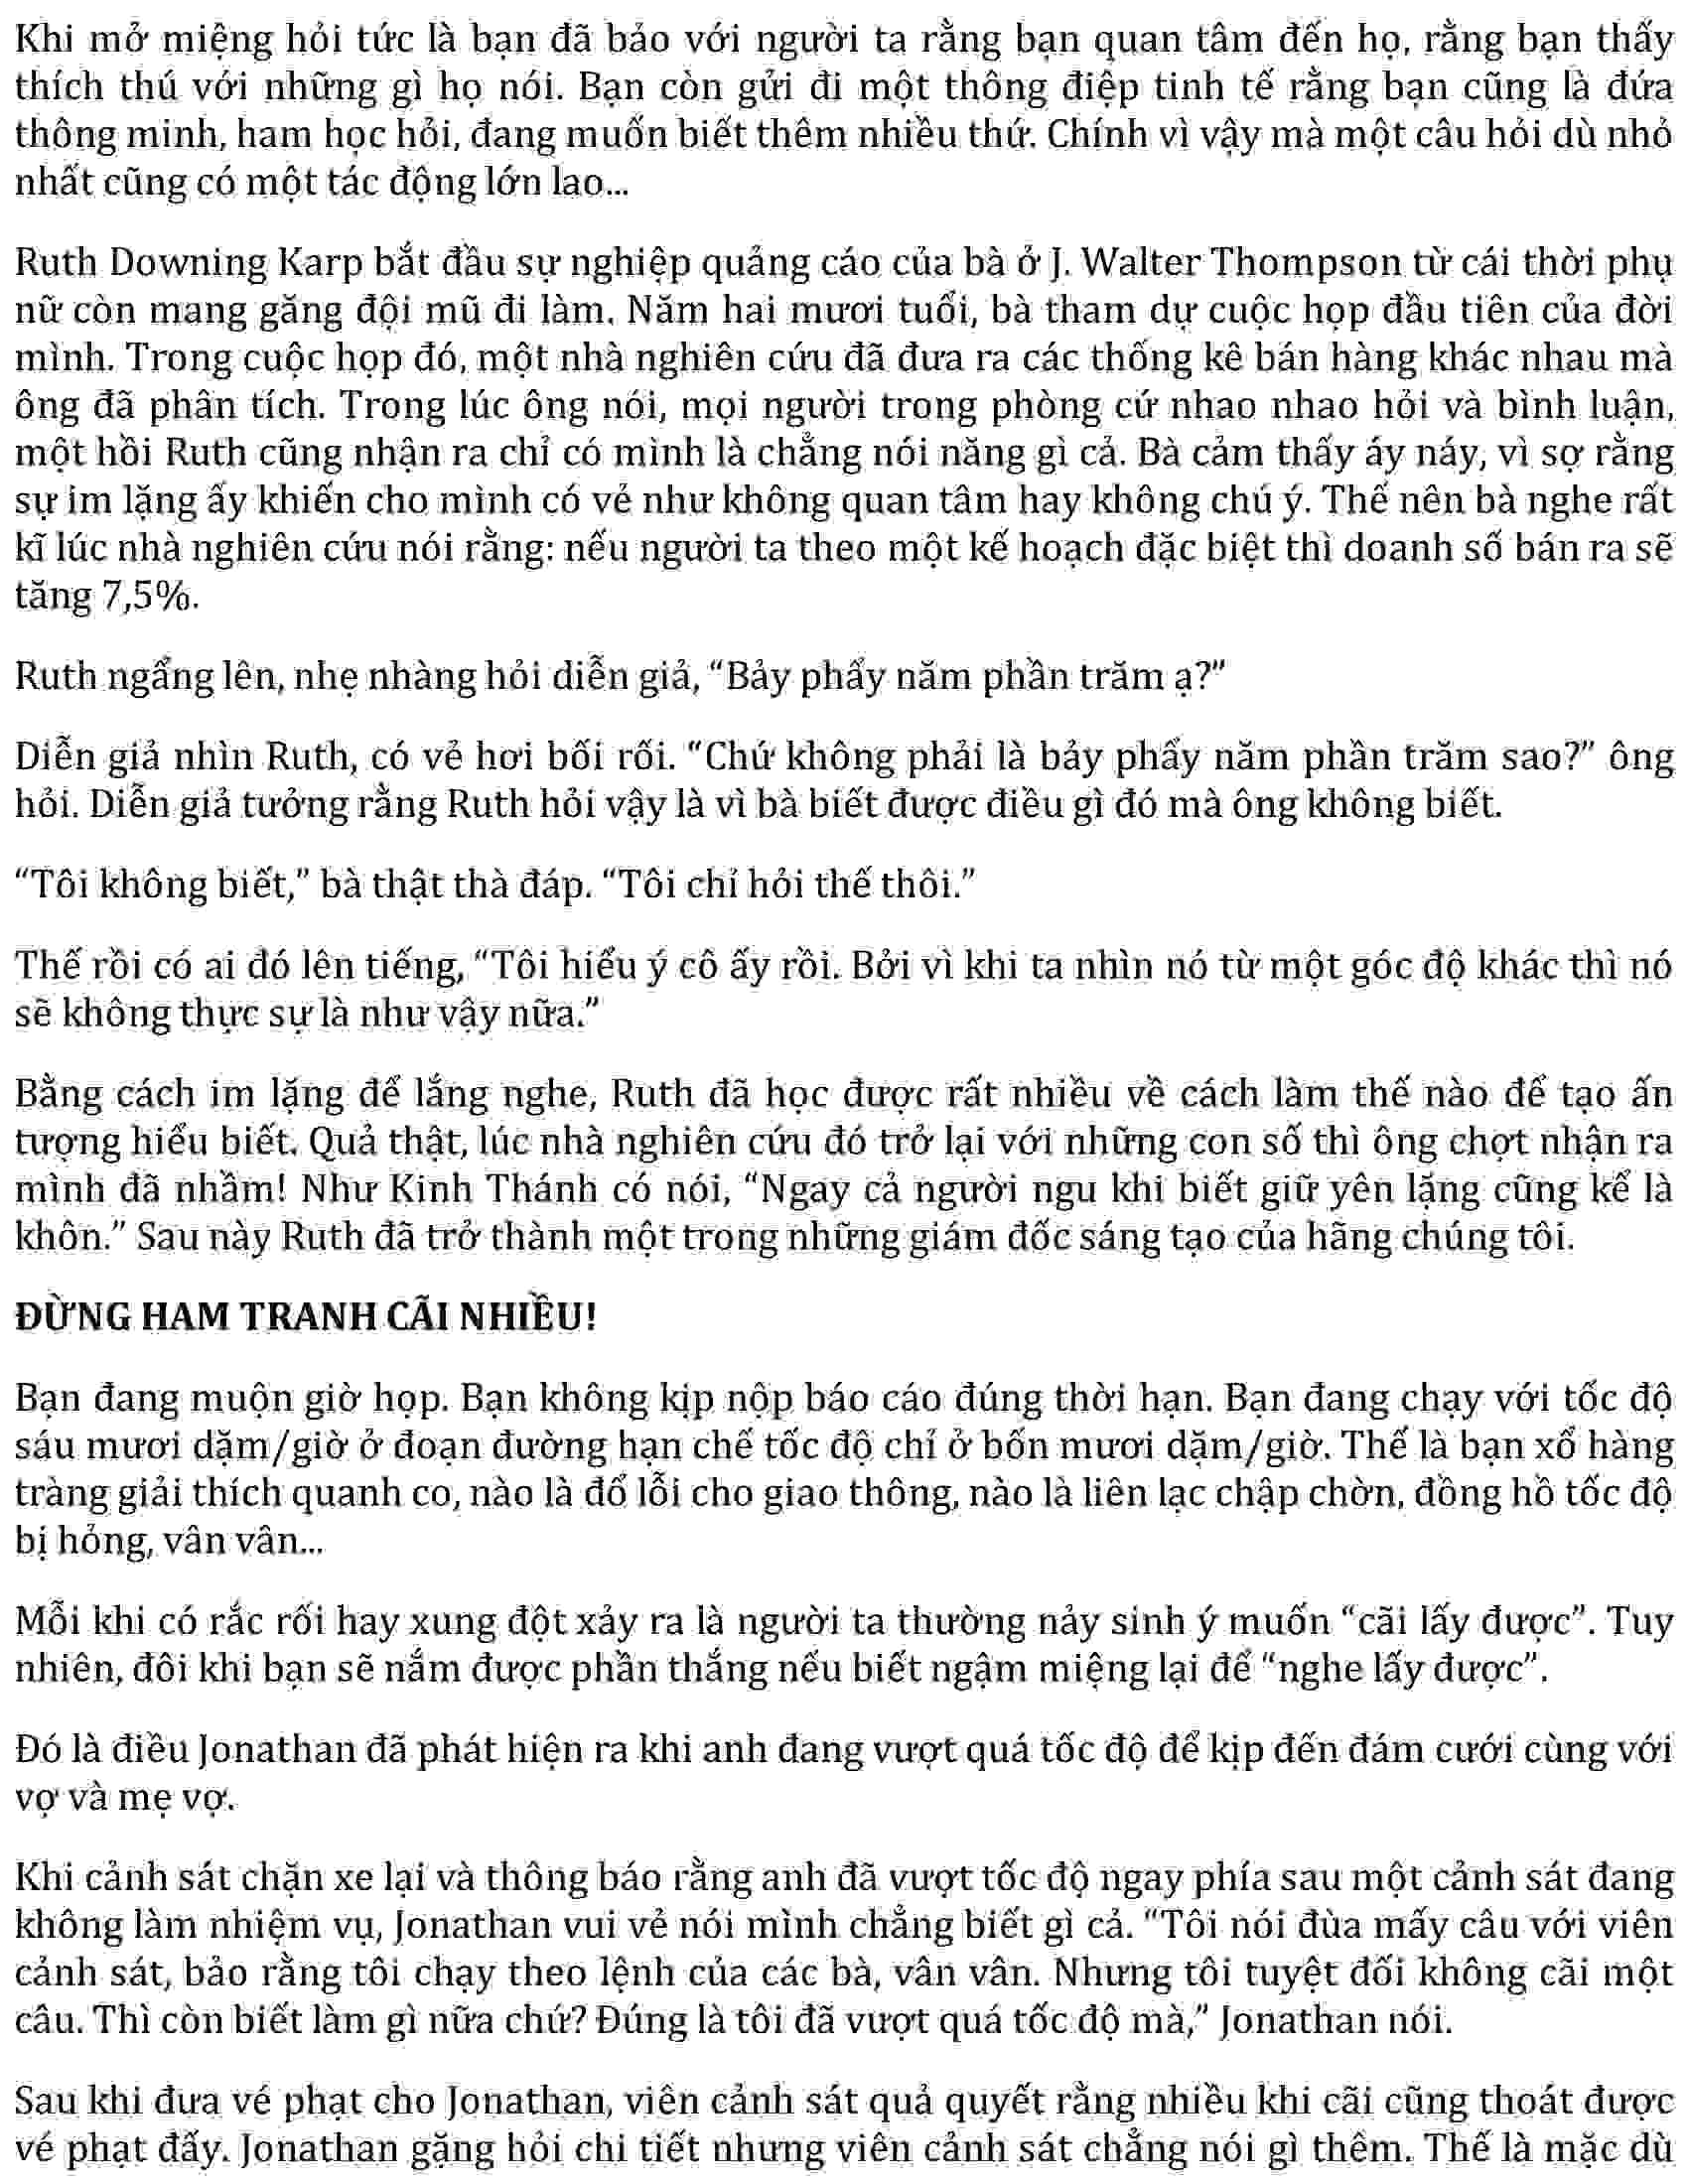 Khi mở miệng hỏi tức là bạn đã bảo với người ta rằng bạn quan tâm đến họ, rằng bạn thấy
thích thú với những gì họ nói. Bạn còn gửi đi một thông điệp tinh tế rằng bạn cũng là đứa
thông minh, ham học hỏi, đang muốn biết thêm nhiều thứ. Chính vì vậy mà một câu hỏi dù nhỏ
nhất cũng có một tác động lớn lao...
Ruth Downing Karp bắt đầu sự nghiệp quảng cáo của bà ở J. Walter Thompson từ cái thời phụ
nữ còn mang găng đội mũ đi làm. Năm hai mươi tuổi, bà tham dự cuộc họp đầu tiên của đời
mình. Trong cuộc họp đó, một nhà nghiên cứu đã đưa ra các thống kê bán hàng khác nhau mà
ông đã phân tích. Trong lúc ông nói, mọi người trong phòng cứ nhao nhao hỏi và bình luận,
một hồi Ruth cũng nhận ra chỉ có mình là chẳng nói năng gì cả. Bà cảm thấy áy náy, vì sợ rằng
sự im lặng ấy khiến cho mình có vẻ như không quan tâm hay không chú ý. Thế nên bà nghe rất
kĩ lúc nhà nghiên cứu nói rằng: nếu người ta theo một kế hoạch đặc biệt thì doanh số bán ra sẽ
tăng 7,5%.
Ruth ngẩng lên, nhẹ nhàng hỏi diễn giả, “Bảy phẩy năm phần trăm ạ?”
Diễn giả nhìn Ruth, có vẻ hơi bối rối. “Chứ không phải là bảy phẩy năm phần trăm sao?” ông
hỏi. Diễn giả tưởng rằng Ruth hỏi vậy là vì bà biết được điều gì đó mà ông không biết.
“Tôi không biết,” bà thật thà đáp. “Tôi chỉ hỏi thế thôi.”
Thế rồi có ai đó lên tiếng, “Tôi hiểu ý cô ấy rồi. Bởi vì khi ta nhìn nó từ một góc độ khác thì nó
sẽ không thực sự là như vậy nữa.”
Bằng cách im lặng để lắng nghe, Ruth đã học được rất nhiều về cách làm thế nào để tạo ấn
tượng hiểu biết. Quả thật, lúc nhà nghiên cứu đó trở lại với những con số thì ông chợt nhận ra
mình đã nhầm! Như Kinh Thánh có nói, “Ngay cả người ngu khi biết giữ yên lặng cũng kể là
khôn.” Sau này Ruth đã trở thành một trong những giám đốc sáng tạo của hãng chúng tôi.
ĐỪNG HAM TRANH CÃI NHIỀU!
Bạn đang muộn giờ họp. Bạn không kịp nộp báo cáo đúng thời hạn. Bạn đang chạy với tốc độ
sáu mươi dặm/giờ ở đoạn đường hạn chế tốc độ chỉ ở bốn mươi dặm/giờ. Thế là bạn xổ hàng
tràng giải thích quanh co, nào là đổ lỗi cho giao thông, nào là liên lạc chập chờn, đồng hồ tốc độ
bị hỏng, vân vân...
Mỗi khi có rắc rối hay xung đột xảy ra là người ta thường nảy sinh ý muốn “cãi lấy được”. Tuy
nhiên, đôi khi bạn sẽ nắm được phần thắng nếu biết ngậm miệng lại để “nghe lấy được”.
Đó là điều Jonathan đã phát hiện ra khi anh đang vượt quá tốc độ để kịp đến đám cưới cùng với
vợ và mẹ vợ.
Khi cảnh sát chặn xe lại và thông báo rằng anh đã vượt tốc độ ngay phía sau một cảnh sát đang
không làm nhiệm vụ, Jonathan vui vẻ nói mình chẳng biết gì cả. “Tôi nói đùa mấy câu với viên
cảnh sát, bảo rằng tôi chạy theo lệnh của các bà, vân vân. Nhưng tôi tuyệt đối không cãi một
câu. Thì còn biết làm gì nữa chứ? Đúng là tôi đã vượt quá tốc độ mà,” Jonathan nói.
Sau khi đưa vé phạt cho Jonathan, viên cảnh sát quả quyết rằng nhiều khi cãi cũng thoát được
vé phạt đấy. Jonathan gặng hỏi chi tiết nhưng viên cảnh sát chẳng nói gì thêm. Thế là mặc dù